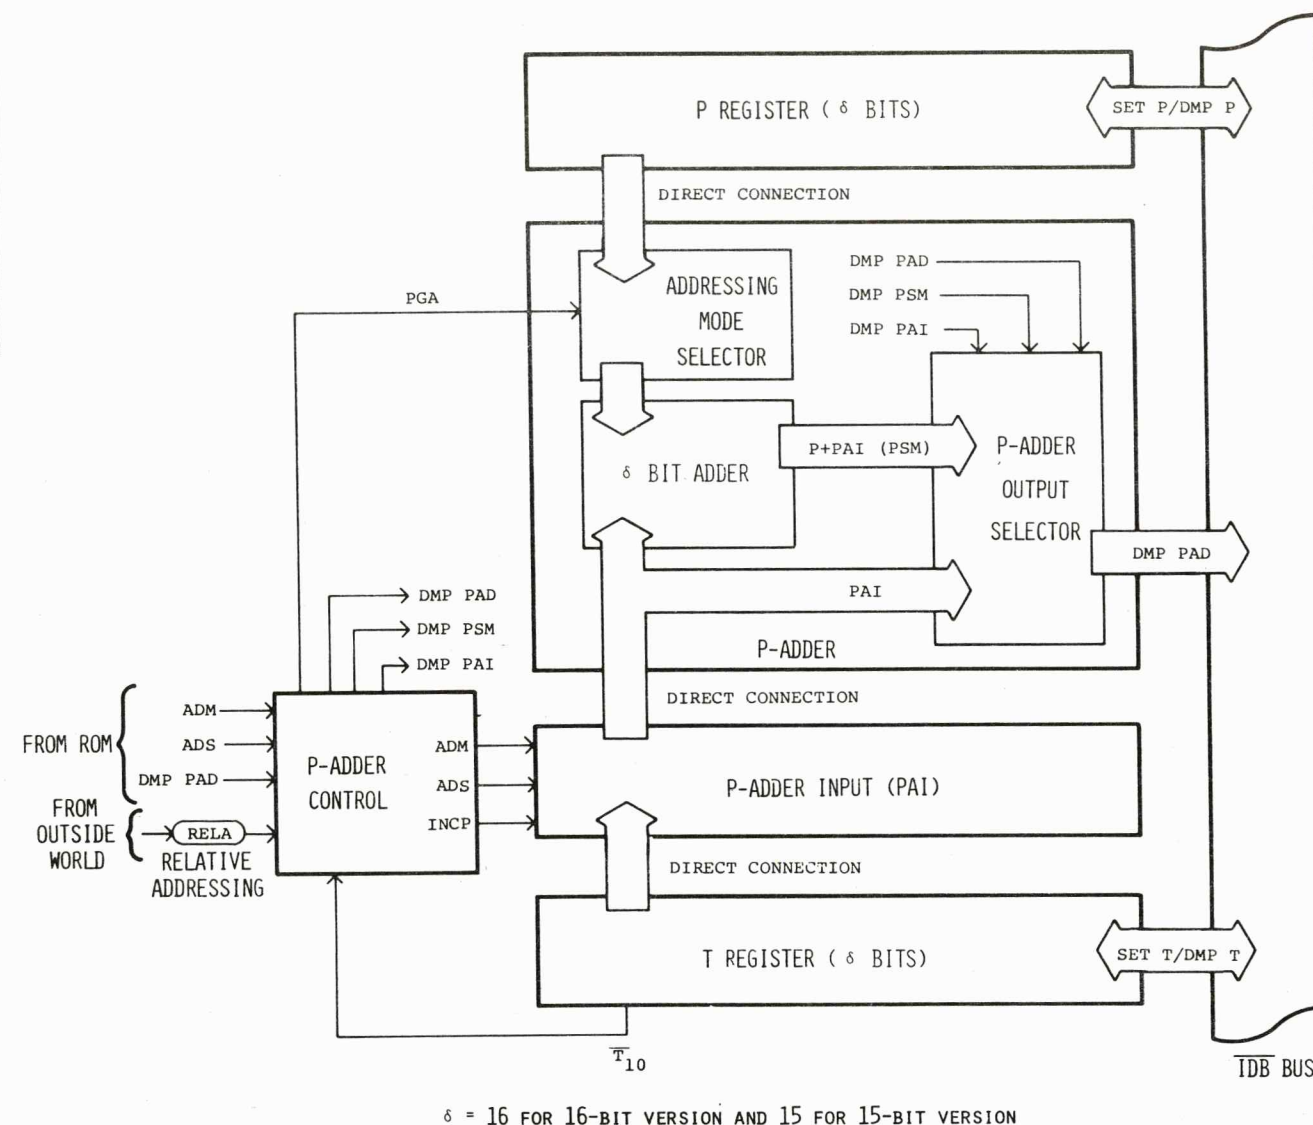 P REGISTER ( δ BITS)
SET P/DMP P
DIRECT CONNECTION
ADDRESSING
MODE
SELECTOR
DMP PAD
DMP PSM
DMP PAI
PGA
δ BIT ADDER
P+PAI (PSM)
P-ADDER
OUTPUT
SELECTOR
DMP PAD
PAI
P-ADDER
DMP PAD
DMP PSM
DMP PAI
DIRECT CONNECTION
FROM ROM
ADM
ADS
DMP PAD
FROM
OUTSIDE
WORLD
RELA
RELATIVE
ADDRESSING
P-ADDER
CONTROL
ADM
ADS
INCP
P-ADDER INPUT (PAI)
DIRECT CONNECTION
T REGISTER ( δ BITS)
SET T/DMP T
T̅10
I̅D̅B̅ BUS
δ = 16 FOR 16-BIT VERSION AND 15 FOR 15-BIT VERSION